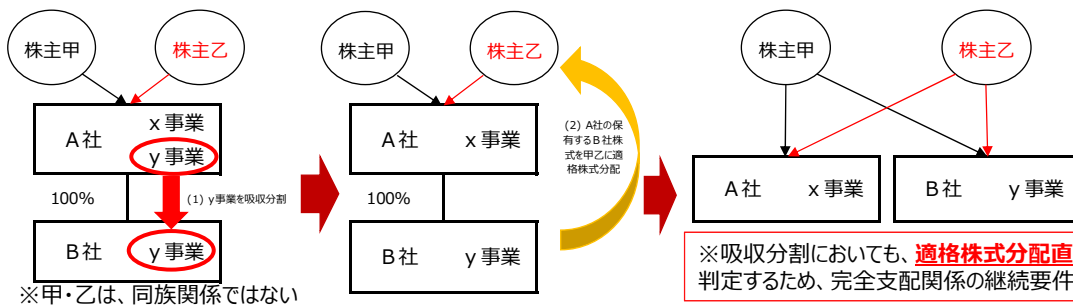 株主甲
株主乙
A社
x事業
y事業
100%
(1) y事業を吸収分割
B社
y事業
※甲・乙は、同族関係ではない
株主甲
株主乙
A社
x事業
100%
B社
y事業
(2) A社の保
有するB社株
式を甲乙に適
格株式分配
株主甲
株主乙
A社
x事業
B社
y事業
※吸収分割においても、適格株式分配直
判定するため、完全支配関係の継続要件